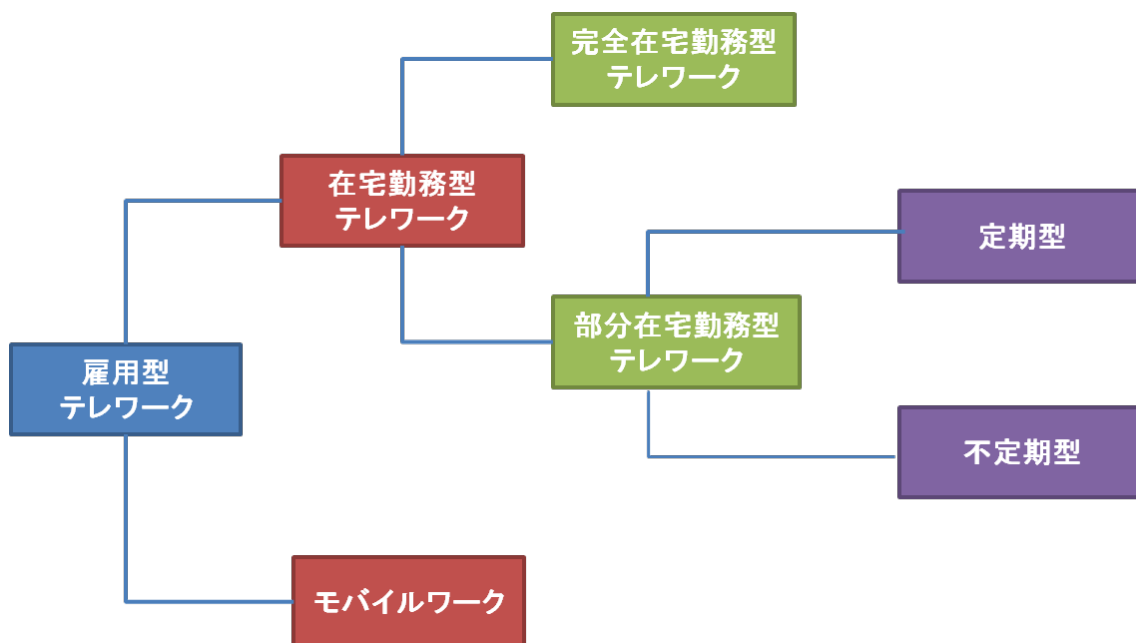 完全在宅勤務型
テレワーク
在宅勤務型
テレワーク
定期型
部分在宅勤務型
テレワーク
雇用型
テレワーク
不定期型
モバイルワーク